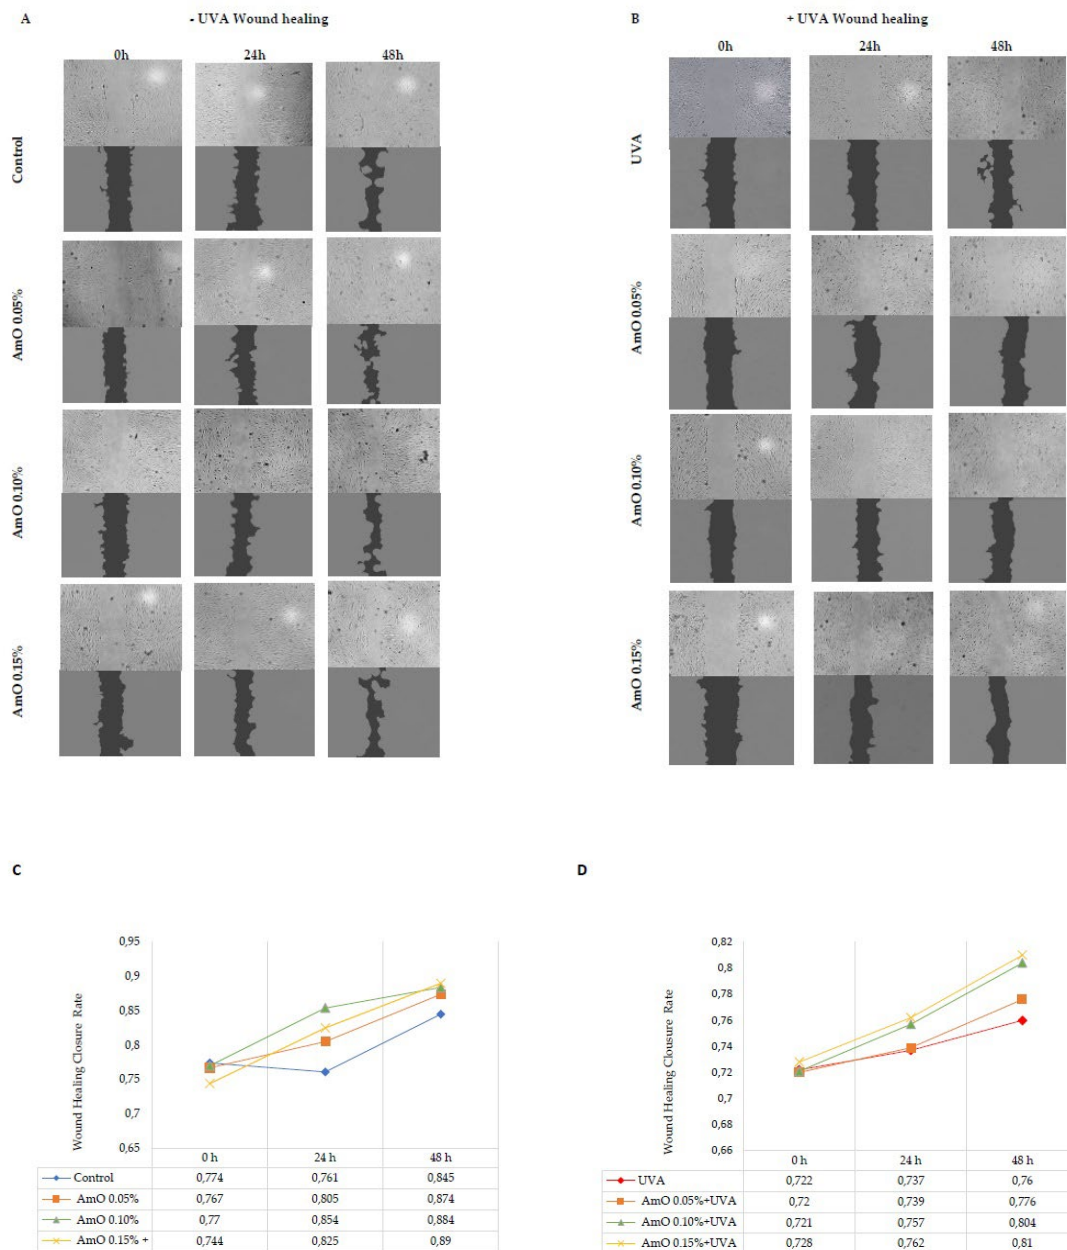 A
- UVA Wound healing
0h 24h 48h
Control
AmO 0.05%
AmO 0.10%
AmO 0.15%
B
+ UVA Wound healing
0h 24h 48h
UVA
AmO 0.05%
AmO 0.10%
AmO 0.15%
C
Wound Healing Closure Rate
0,95
0,9
0,85
0,8
0,75
0,7
0,65
0 h 24 h 48 h
Control 0,774 0,761 0,845
AmO 0.05% 0,767 0,805 0,874
AmO 0.10% 0,77 0,854 0,884
AmO 0.15% + 0,744 0,825 0,89
D
Wound Healing Clousure Rate
0,82
0,8
0,78
0,76
0,74
0,72
0,7
0,68
0,66
0 h 24 h 48 h
UVA 0,722 0,737 0,76
AmO 0.05%+UVA 0,72 0,739 0,776
AmO 0.10%+UVA 0,721 0,757 0,804
AmO 0.15%+UVA 0,728 0,762 0,81